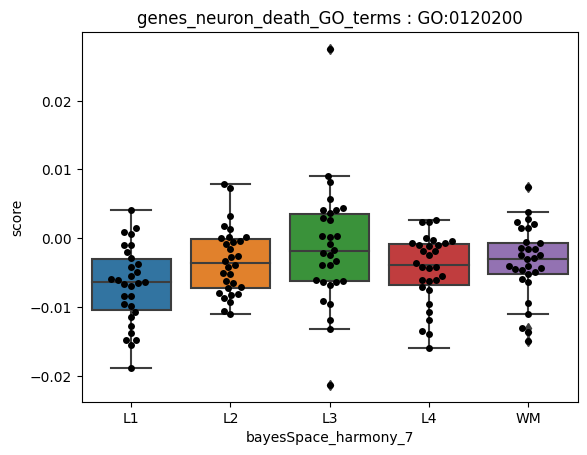 genes_neuron_death_GO_terms : GO:0120200
score
0.02
0.01
0.00
−0.01
−0.02
L1 L2 L3 L4 WM
bayesSpace_harmony_7